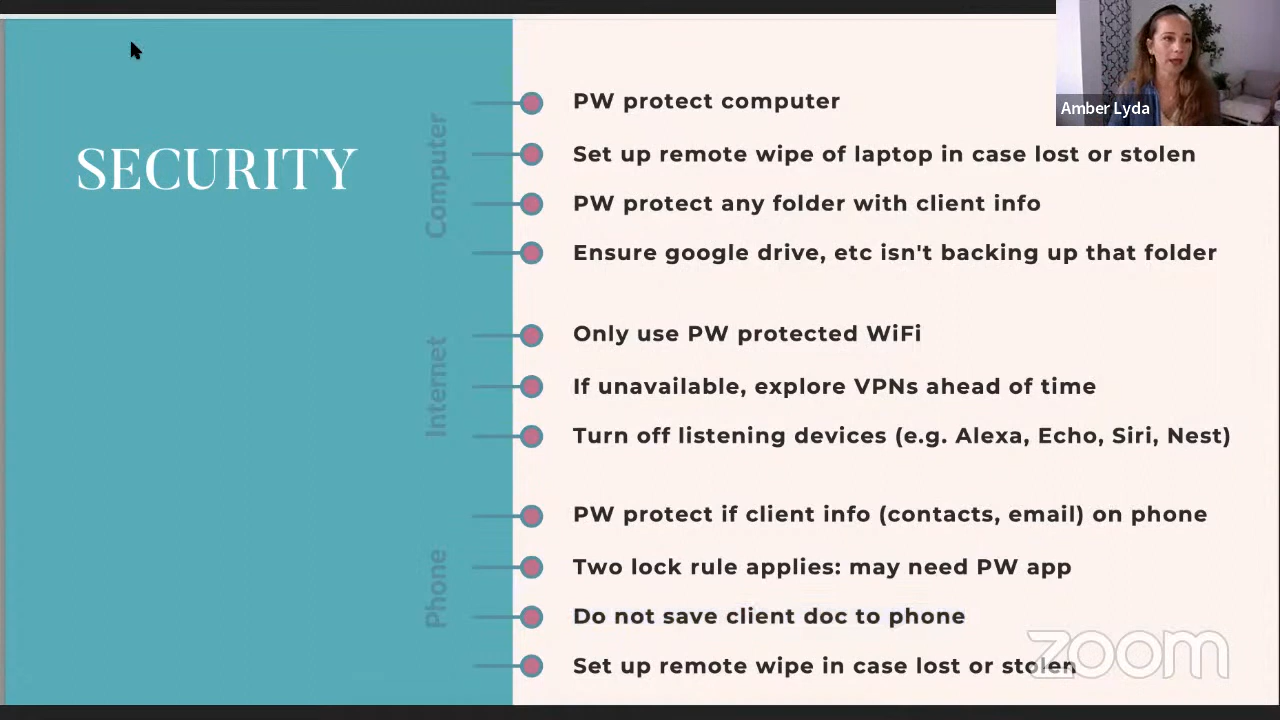 Amber Lyda
SECURITY
Computer
PW protect computer
Set up remote wipe of laptop in case lost or stolen
PW protect any folder with client info
Ensure google drive, etc isn't backing up that folder
Internet
Only use PW protected WiFi
If unavailable, explore VPNs ahead of time
Turn off listening devices (e.g. Alexa, Echo, Siri, Nest)
Phone
PW protect if client info (contacts, email) on phone
Two lock rule applies: may need PW app
Do not save client doc to phone
Set up remote wipe in case lost or stolen
zoom